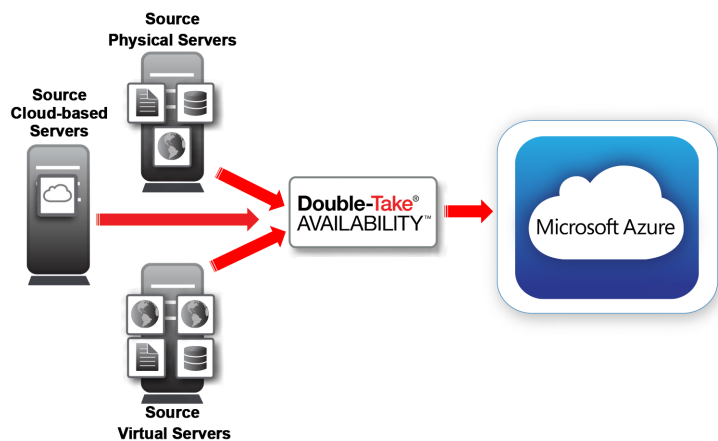 Source
Physical Servers
Source
Cloud-based
Servers
Double-Take®
AVAILABILITY™
Microsoft Azure
Source
Virtual Servers